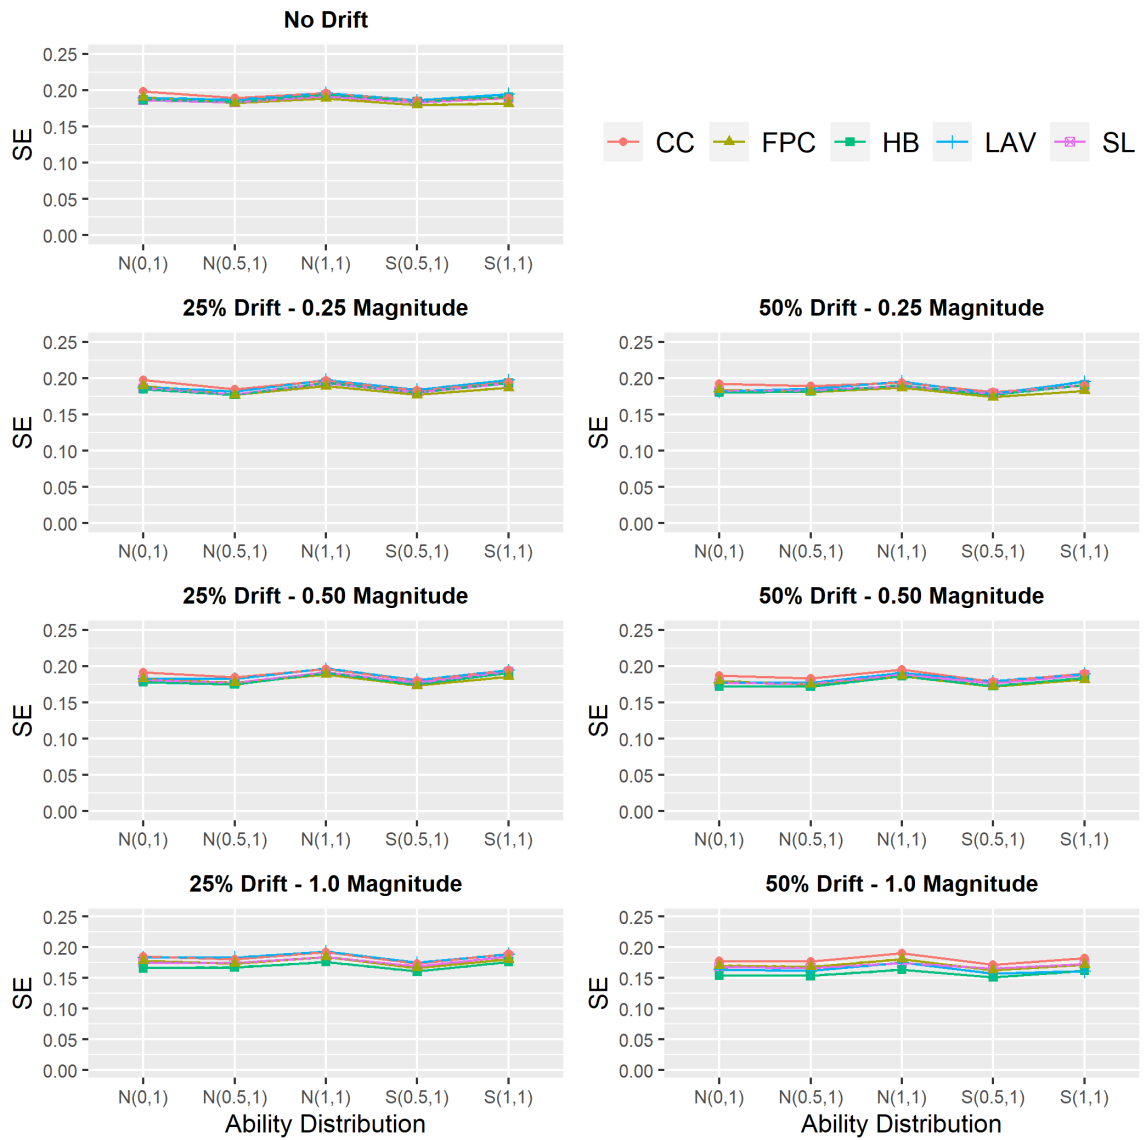 No Drift
0.25
0.20
0.15
0.10
0.05
0.00
SE
N(0,1) N(0.5,1) N(1,1) S(0.5,1) S(1,1)
CC FPC HB LAV SL
25% Drift - 0.25 Magnitude
0.25
0.20
0.15
0.10
0.05
0.00
SE
N(0,1) N(0.5,1) N(1,1) S(0.5,1) S(1,1)
50% Drift - 0.25 Magnitude
0.25
0.20
0.15
0.10
0.05
0.00
SE
N(0,1) N(0.5,1) N(1,1) S(0.5,1) S(1,1)
25% Drift - 0.50 Magnitude
0.25
0.20
0.15
0.10
0.05
0.00
SE
N(0,1) N(0.5,1) N(1,1) S(0.5,1) S(1,1)
50% Drift - 0.50 Magnitude
0.25
0.20
0.15
0.10
0.05
0.00
SE
N(0,1) N(0.5,1) N(1,1) S(0.5,1) S(1,1)
25% Drift - 1.0 Magnitude
0.25
0.20
0.15
0.10
0.05
0.00
SE
N(0,1) N(0.5,1) N(1,1) S(0.5,1) S(1,1)
Ability Distribution
50% Drift - 1.0 Magnitude
0.25
0.20
0.15
0.10
0.05
0.00
SE
N(0,1) N(0.5,1) N(1,1) S(0.5,1) S(1,1)
Ability Distribution